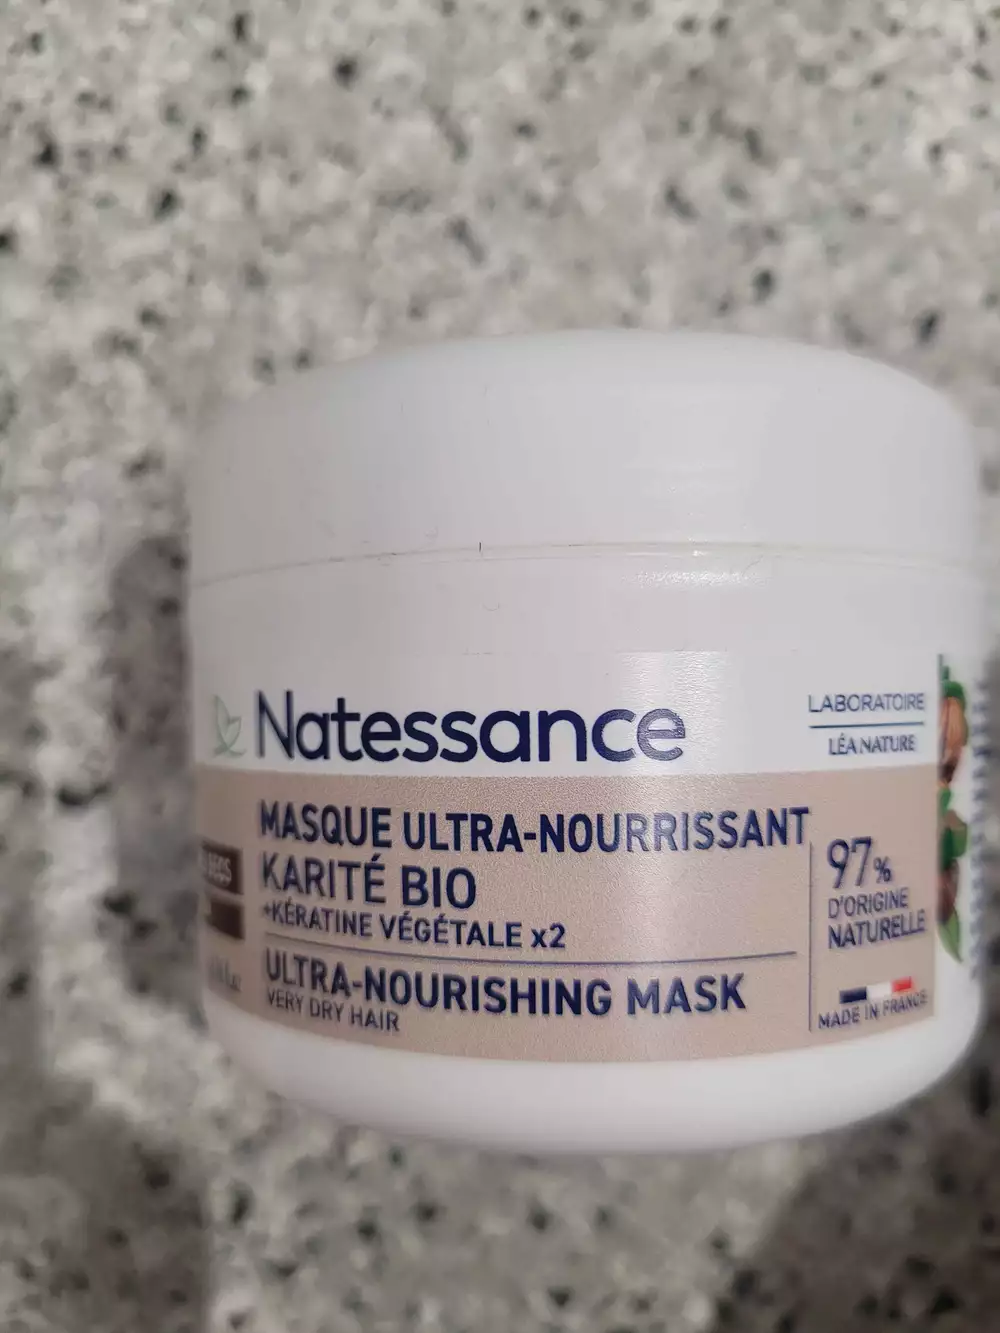 Natessance
LABORATOIRE
LÉA NATURE
MASQUE ULTRA-NOURRISSANT
KARITÉ BIO
+KÉRATINE VÉGÉTALE x2
ULTRA-NOURISHING MASK
VERY DRY HAIR
97%
D'ORIGINE
NATURELLE
MADE IN FRANCE